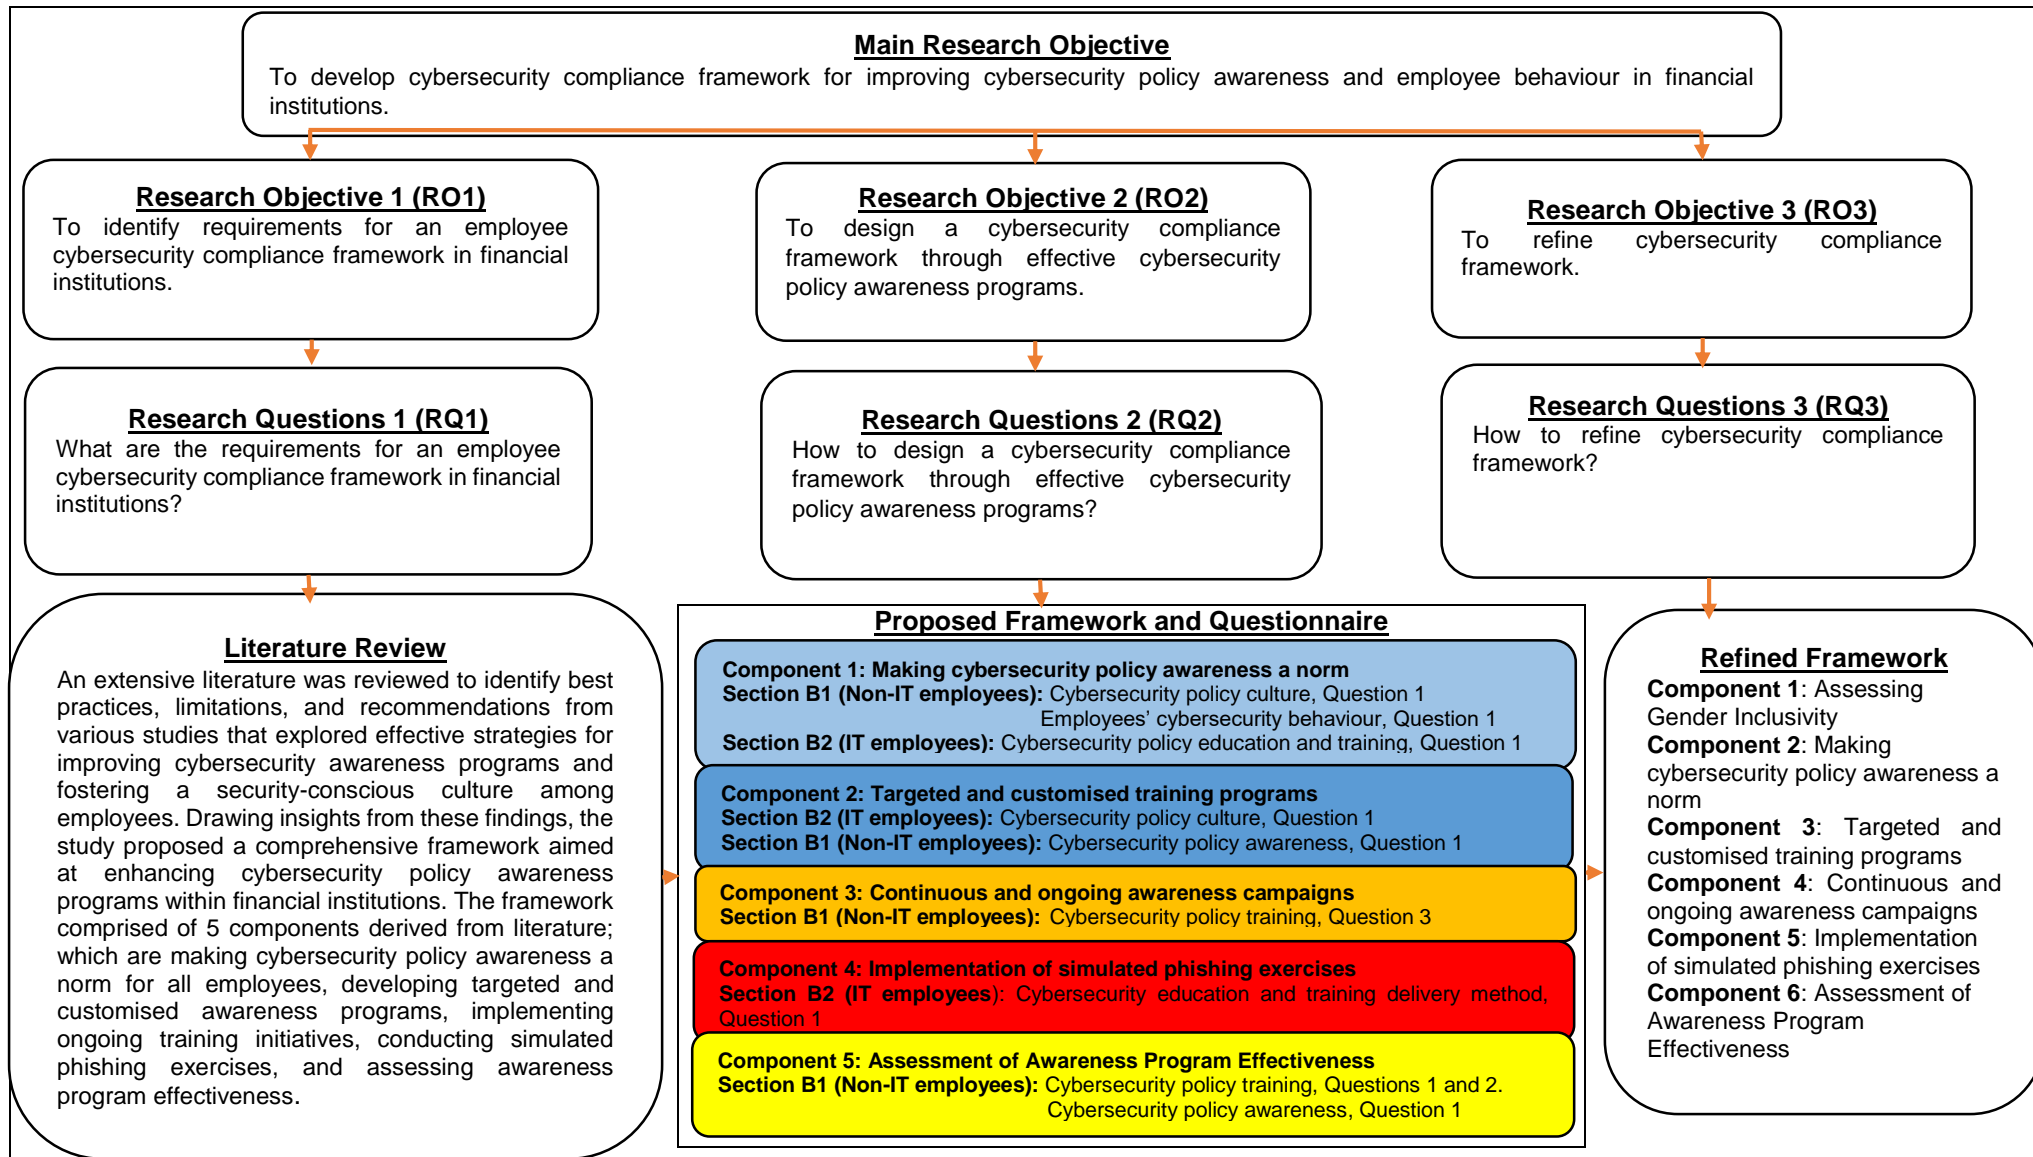 Main Research Objective
To develop cybersecurity compliance framework for improving cybersecurity policy awareness and employee behaviour in financial
institutions.
Research Objective 1 (RO1)
To identify requirements for an employee
cybersecurity compliance framework in financial
institutions.
Research Objective 2 (RO2)
To design a cybersecurity compliance
framework through effective cybersecurity
policy awareness programs.
Research Objective 3 (RO3)
To refine cybersecurity compliance
framework.
Research Questions 1 (RQ1)
What are the requirements for an employee
cybersecurity compliance framework in financial
institutions?
Research Questions 2 (RQ2)
How to design a cybersecurity compliance
framework through effective cybersecurity
policy awareness programs?
Research Questions 3 (RQ3)
How to refine cybersecurity compliance
framework?
Literature Review
An extensive literature was reviewed to identify best
practices, limitations, and recommendations from
various studies that explored effective strategies for
improving cybersecurity awareness programs and
fostering a security-conscious culture among
employees. Drawing insights from these findings, the
study proposed a comprehensive framework aimed
at enhancing cybersecurity policy awareness
programs within financial institutions. The framework
comprised of 5 components derived from literature;
which are making cybersecurity policy awareness a
norm for all employees, developing targeted and
customised awareness programs, implementing
ongoing training initiatives, conducting simulated
phishing exercises, and assessing awareness
program effectiveness.
Proposed Framework and Questionnaire
Component 1: Making cybersecurity policy awareness a norm
Section B1 (Non-IT employees): Cybersecurity policy culture, Question 1
Employees’ cybersecurity behaviour, Question 1
Section B2 (IT employees): Cybersecurity policy education and training, Question 1
Component 2: Targeted and customised training programs
Section B2 (IT employees): Cybersecurity policy culture, Question 1
Section B1 (Non-IT employees): Cybersecurity policy awareness, Question 1
Component 3: Continuous and ongoing awareness campaigns
Section B1 (Non-IT employees): Cybersecurity policy training, Question 3
Component 4: Implementation of simulated phishing exercises
Section B2 (IT employees): Cybersecurity education and training delivery method,
Question 1
Component 5: Assessment of Awareness Program Effectiveness
Section B1 (Non-IT employees): Cybersecurity policy training, Questions 1 and 2.
Cybersecurity policy awareness, Question 1
Refined Framework
Component 1: Assessing
Gender Inclusivity
Component 2: Making
cybersecurity policy awareness a
norm
Component 3: Targeted and
customised training programs
Component 4: Continuous and
ongoing awareness campaigns
Component 5: Implementation
of simulated phishing exercises
Component 6: Assessment of
Awareness Program
Effectiveness